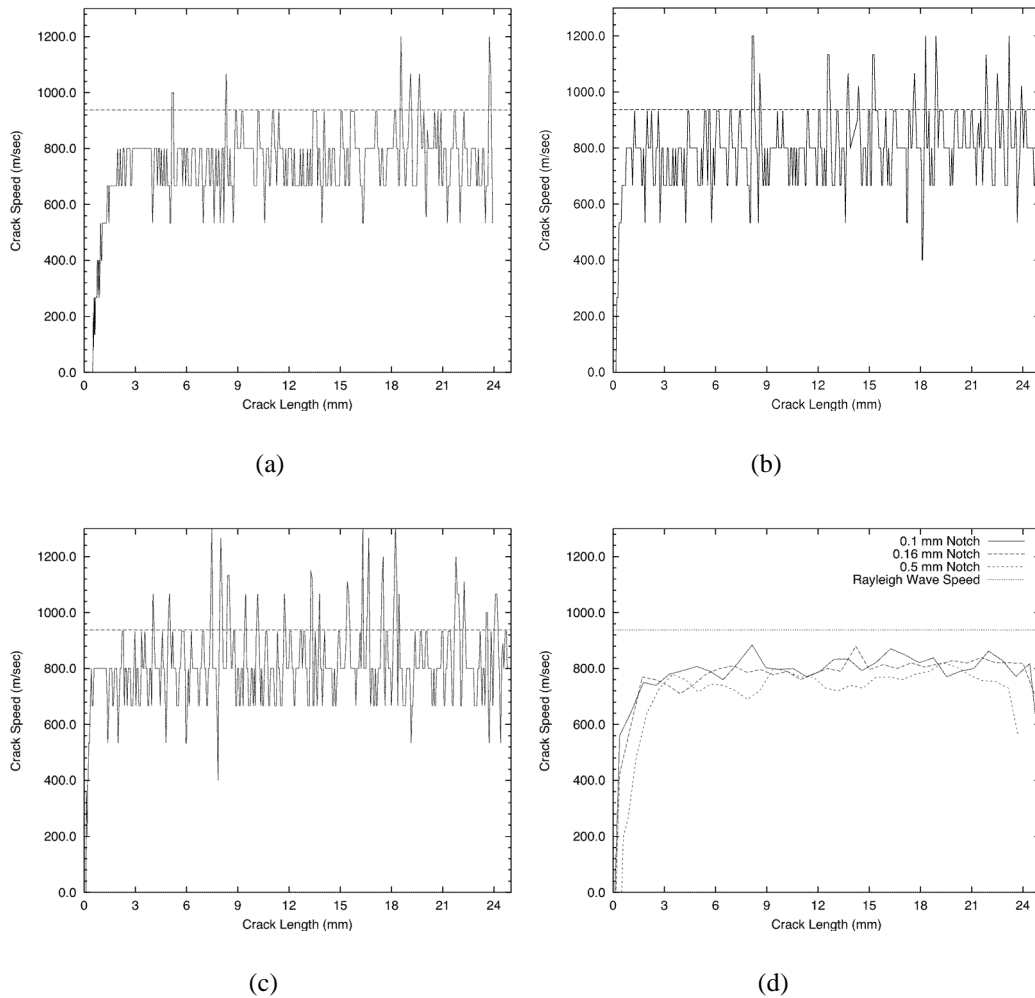 1200.0
1000.0
800.0
600.0
400.0
200.0
0.0
Crack Speed (m/sec)
0 3 6 9 12 15 18 21 24
Crack Length (mm)
(a)
1200.0
1000.0
800.0
600.0
400.0
200.0
0.0
Crack Speed (m/sec)
0 3 6 9 12 15 18 21 24
Crack Length (mm)
(b)
1200.0
1000.0
800.0
600.0
400.0
200.0
0.0
Crack Speed (m/sec)
0 3 6 9 12 15 18 21 24
Crack Length (mm)
(c)
0.1 mm Notch
0.16 mm Notch
0.5 mm Notch
Rayleigh Wave Speed
1200.0
1000.0
800.0
600.0
400.0
200.0
0.0
Crack Speed (m/sec)
0 3 6 9 12 15 18 21 24
Crack Length (mm)
(d)